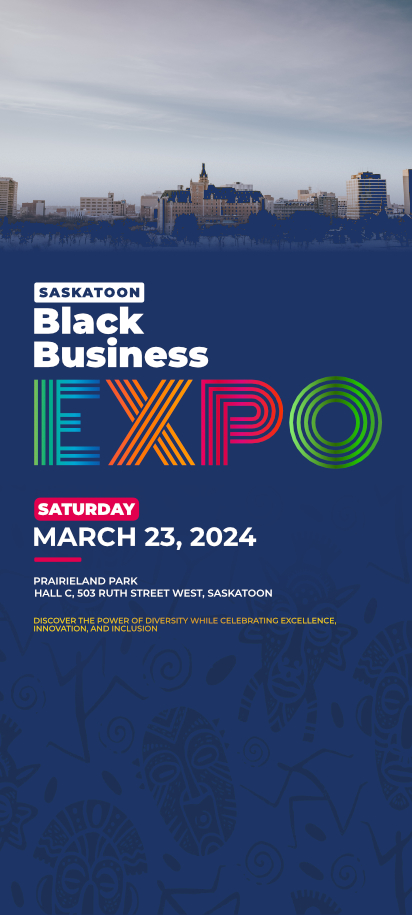 SASKATOON
Black
Business
EXPO
SATURDAY
MARCH 23, 2024
PRAIRIELAND PARK
HALL C, 503 RUTH STREET WEST, SASKATOON
DISCOVER THE POWER OF DIVERSITY WHILE CELEBRATING EXCELLENCE,
INNOVATION, AND INCLUSION